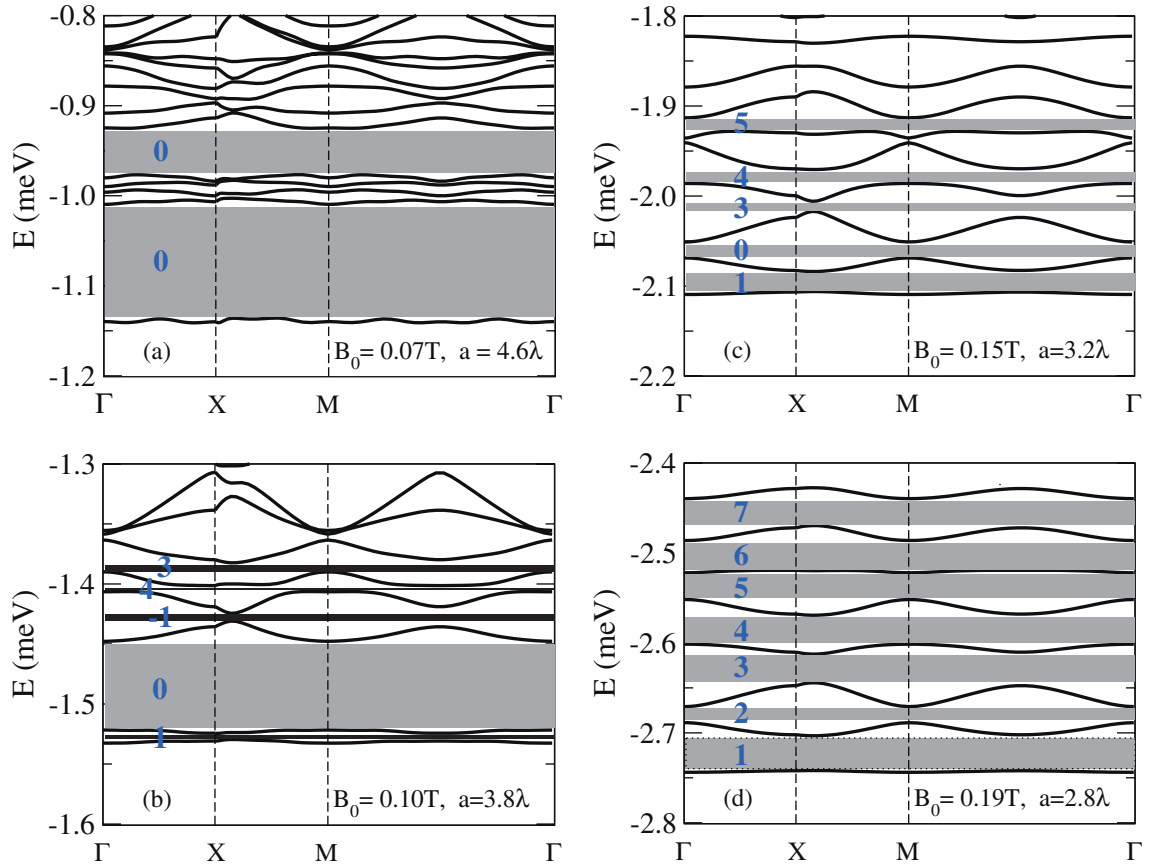 -0.8
-0.9
-1.0
-1.1
-1.2
E (meV)
0
0
(a)
B0= 0.07T, a = 4.6λ
Γ
X
M
Γ
-1.8
-1.9
-2.0
-2.1
-2.2
E (meV)
5
4
3
0
1
(c)
B0= 0.15T, a=3.2λ
Γ
X
M
Γ
-1.3
-1.4
-1.5
-1.6
E (meV)
3
4
-1
0
1
(b)
B0= 0.10T, a=3.8λ
Γ
X
M
Γ
-2.4
-2.5
-2.6
-2.7
-2.8
E (meV)
7
6
5
4
3
2
1
(d)
B0= 0.19T, a=2.8λ
Γ
X
M
Γ